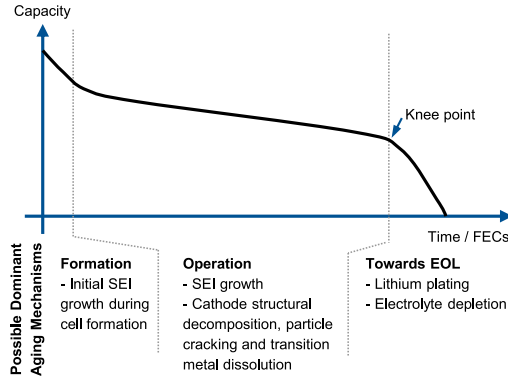 Capacity
Knee point
Time / FECs
Possible Dominant
Aging Mechanisms
Formation
- Initial SEI
growth during
cell formation
Operation
- SEI growth
- Cathode structural
decomposition, particle
cracking and transition
metal dissolution
Towards EOL
- Lithium plating
- Electrolyte depletion